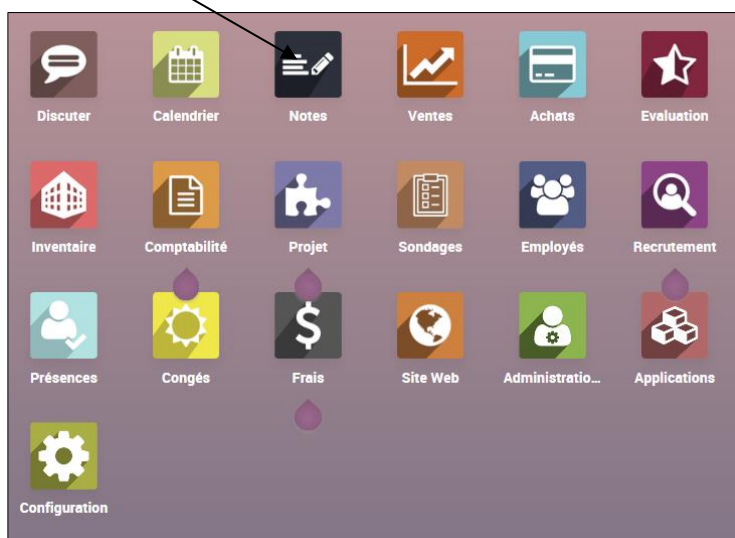 Discuter Calendrier Notes Ventes Achats Evaluation
Inventaire Comptabilité Projet Sondages Employés Recrutement
Présences Congés Frais Site Web Administratio... Applications
Configuration